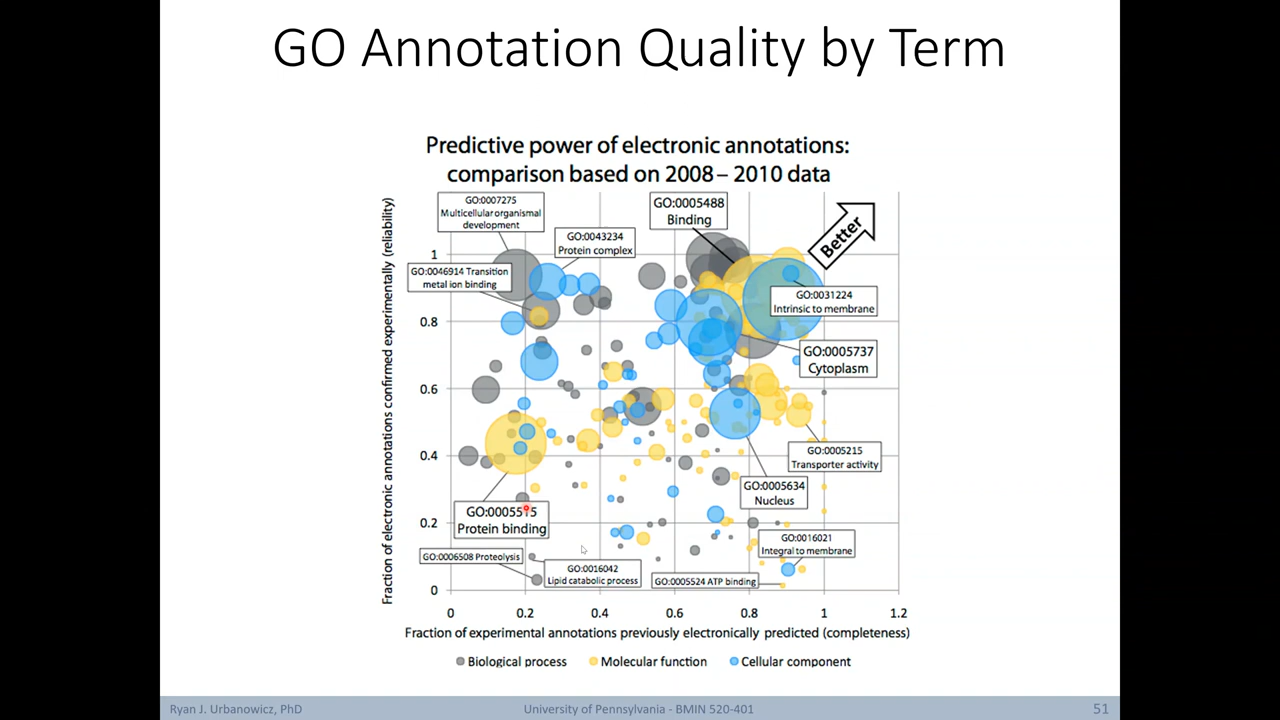 GO Annotation Quality by Term
Predictive power of electronic annotations:
comparison based on 2008 – 2010 data
Fraction of electronic annotations confirmed experimentally (reliability)
GO:0007275
Multicellular organismal
development
GO:0043234
Protein complex
GO:0005488
Binding
Better
GO:0046914 Transition
metal ion binding
GO:0031224
Intrinsic to membrane
GO:0005737
Cytoplasm
GO:0005215
Transporter activity
GO:0005634
Nucleus
GO:0005515
Protein binding
GO:0016021
Integral to membrane
GO:0006508 Proteolysis
GO:0016042
Lipid catabolic process
GO:0005524 ATP binding
1
0.8
0.6
0.4
0.2
0
0 0.2 0.4 0.6 0.8 1 1.2
Fraction of experimental annotations previously electronically predicted (completeness)
Biological process Molecular function Cellular component
Ryan J. Urbanowicz, PhD University of Pennsylvania - BMIN 520-401 51